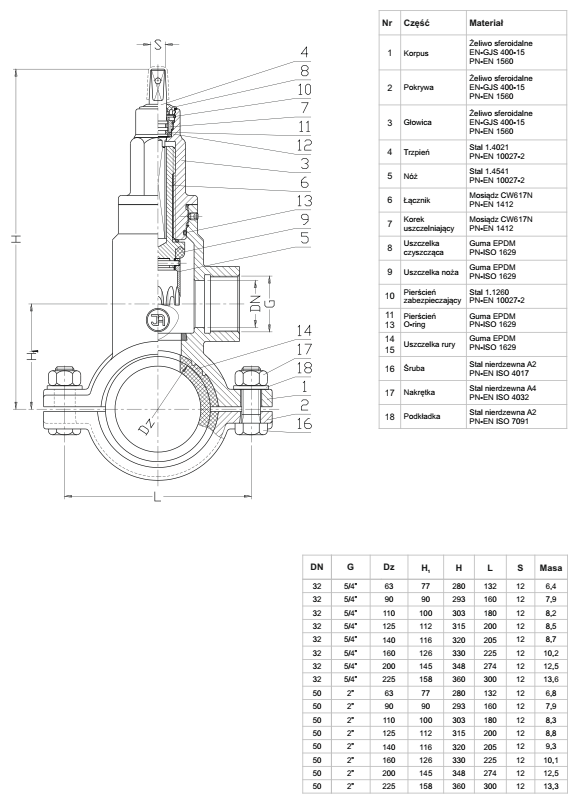 S
4
8
10
7
11
12
3
6
13
9
5
H
H1
DN
G
14
17
18
1
2
16
Dz
L
Nr Część Materiał
1 Korpus Żeliwo sferoidalne
EN-GJS 400-15
PN-EN 1560
2 Pokrywa Żeliwo sferoidalne
EN-GJS 400-15
PN-EN 1560
3 Głowica Żeliwo sferoidalne
EN-GJS 400-15
PN-EN 1560
4 Trzpień Stal 1.4021
PN-EN 10027-2
5 Nóż Stal 1.4541
PN-EN 10027-2
6 Łącznik Mosiądz CW617N
PN-EN 1412
7 Korek uszczelniający Mosiądz CW617N
PN-EN 1412
8 Uszczelka czyszcząca Guma EPDM
PN-ISO 1629
9 Uszczelka noża Guma EPDM
PN-ISO 1629
10 Pierścień zabezpieczający Stal 1.1260
PN-EN 10027-2
11 Pierścień Guma EPDM
13 O-ring PN-ISO 1629
14
15 Uszczelka rury Guma EPDM
PN-ISO 1629
16 Śruba Stal nierdzewna A2
PN-EN ISO 4017
17 Nakrętka Stal nierdzewna A4
PN-EN ISO 4032
18 Podkładka Stal nierdzewna A2
PN-EN ISO 7091
DN G Dz H1 H L S Masa
32 5/4" 63 77 280 132 12 6,4
32 5/4" 90 90 293 160 12 7,9
32 5/4" 110 100 303 180 12 8,2
32 5/4" 125 112 315 200 12 8,5
32 5/4" 140 116 320 205 12 8,7
32 5/4" 160 126 330 225 12 10,2
32 5/4" 200 145 348 274 12 12,5
32 5/4" 225 158 360 300 12 13,6
50 2" 63 77 280 132 12 6,8
50 2" 90 90 293 160 12 7,9
50 2" 110 100 303 180 12 8,3
50 2" 125 112 315 200 12 8,8
50 2" 140 116 320 205 12 9,3
50 2" 160 126 330 225 12 10,1
50 2" 200 145 348 274 12 12,5
50 2" 225 158 360 300 12 13,3